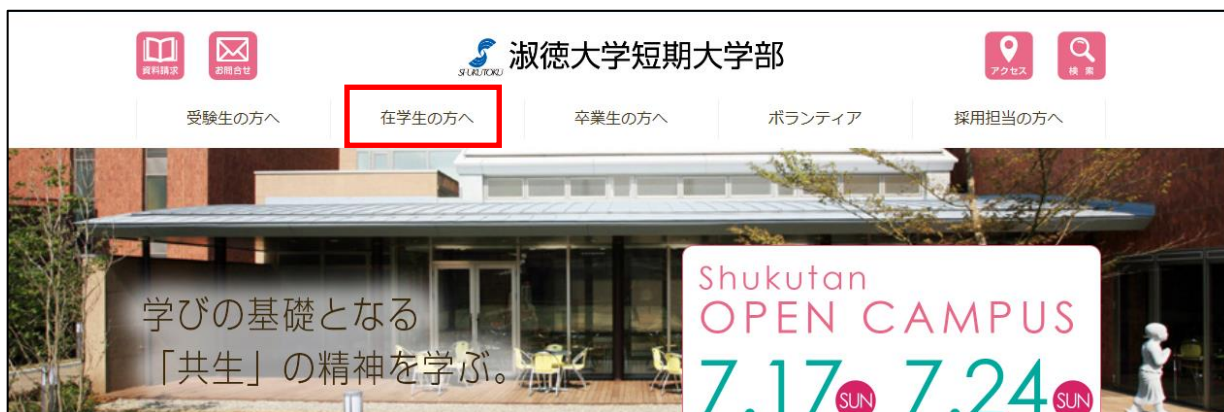 資料請求
お問合せ
SHUKUTOKU
淑徳大学短期大学部
アクセス
検 索
受験生の方へ
在学生の方へ
卒業生の方へ
ボランティア
採用担当の方へ
学びの基礎となる
「共生」の精神を学ぶ。
Shukutan
OPEN CAMPUS
7.17 SUN 7.24 SUN